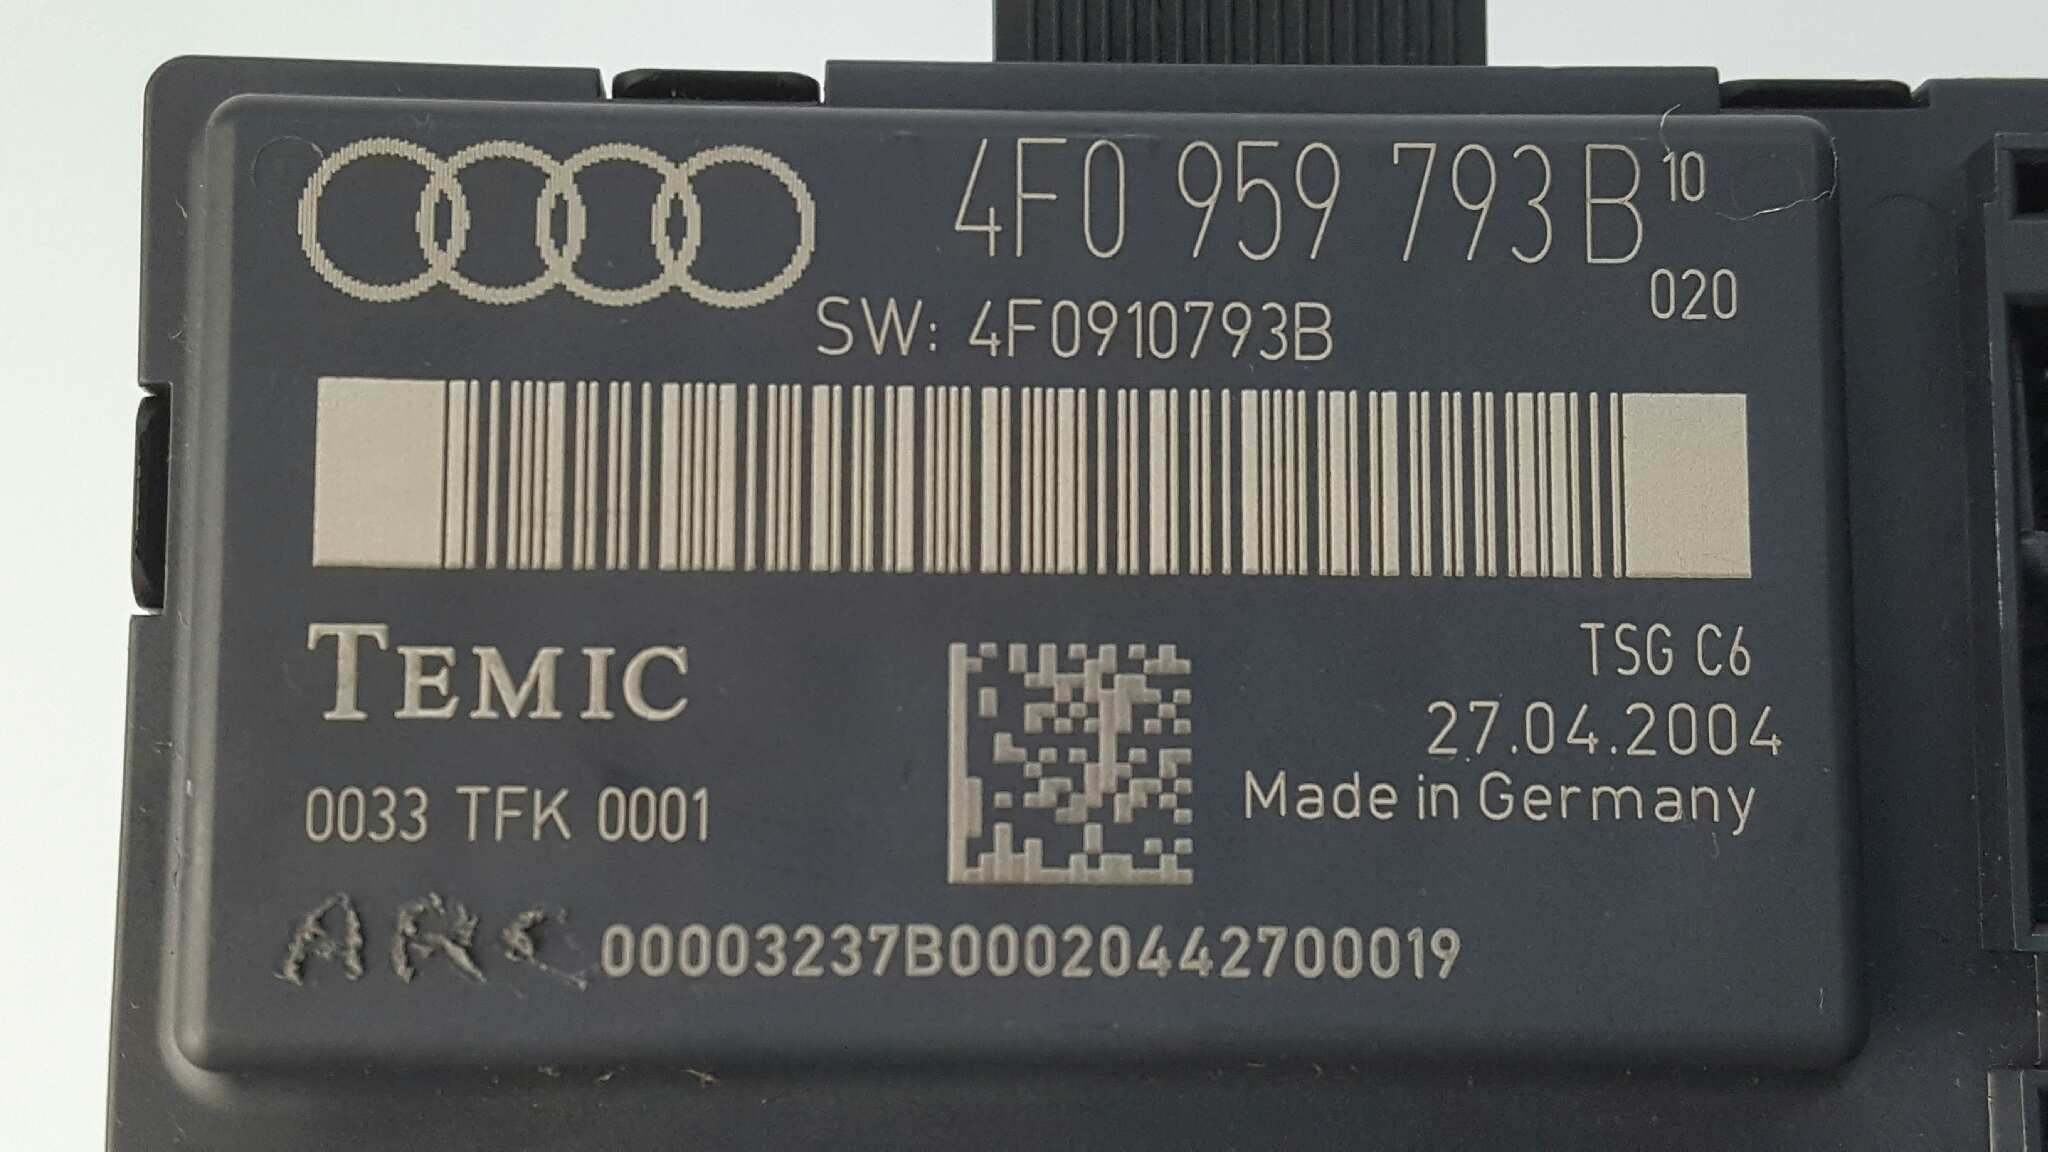 4F0 959 793 B 10
020
SW: 4F0910793B
TEMIC
TSG C6
27.04.2004
Made in Germany
0033 TFK 0001
ARC 00003237B00020442700019